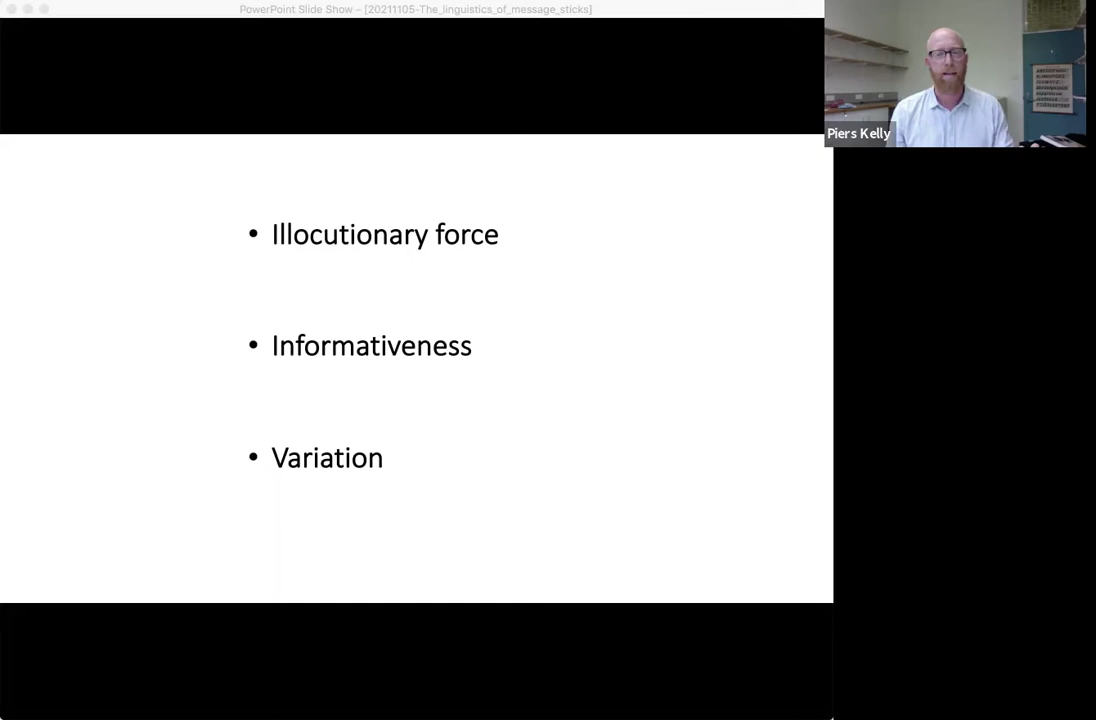 PowerPoint Slide Show – [20211105-The_linguistics_of_message_sticks]
Piers Kelly
• Illocutionary force
• Informativeness
• Variation